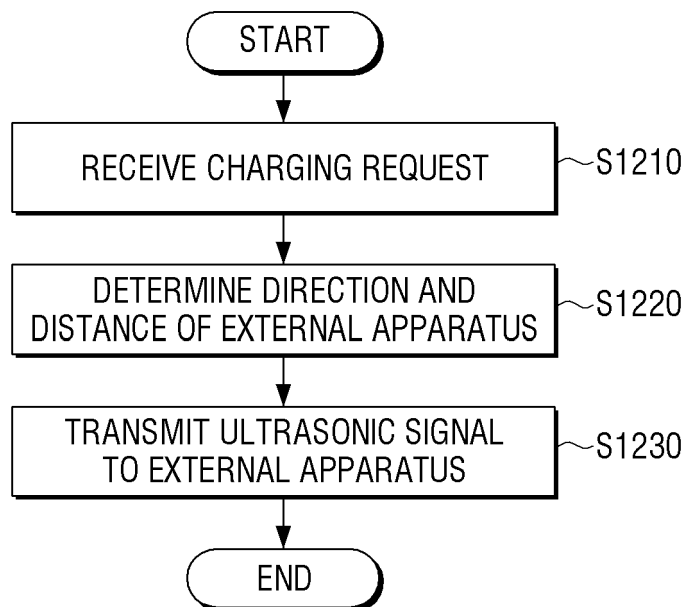 START
RECEIVE CHARGING REQUEST
S1210
DETERMINE DIRECTION AND
DISTANCE OF EXTERNAL APPARATUS
S1220
TRANSMIT ULTRASONIC SIGNAL
TO EXTERNAL APPARATUS
S1230
END